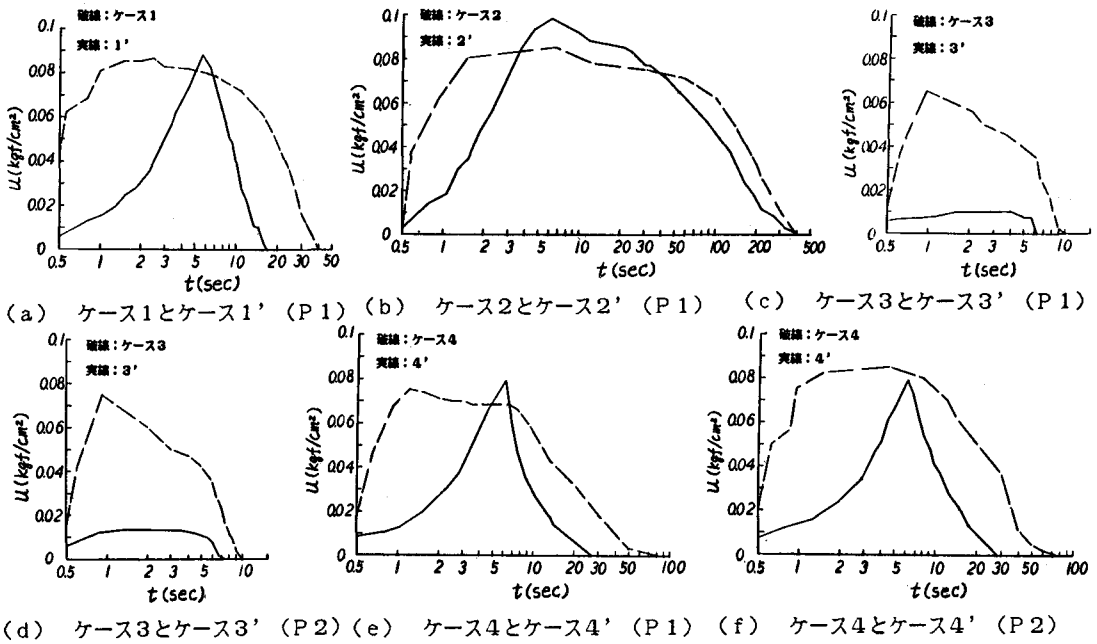 0.1
破線：ケース1
実線：1'
0.08
0.06
0.04
0.02
0
u(kgf/cm²)
0.5 1 2 3 5 10 20 30 50
t(sec)
(a) ケース1とケース1' (P1)
0.1
破線：ケース2
実線：2'
0.08
0.06
0.04
0.02
0
u(kgf/cm²)
0.5 1 2 3 5 10 20 30 50 100 200 300 500
t(sec)
(b) ケース2とケース2' (P1)
0.1
破線：ケース3
実線：3'
0.08
0.06
0.04
0.02
0
u(kgf/cm²)
0.5 1 2 3 5 10
t(sec)
(c) ケース3とケース3' (P1)
0.1
破線：ケース3
実線：3'
0.08
0.06
0.04
0.02
0
u(kgf/cm²)
0.5 1 2 3 5 10
t(sec)
(d) ケース3とケース3' (P2)
0.1
破線：ケース4
実線：4'
0.08
0.06
0.04
0.02
0
u(kgf/cm²)
0.5 1 2 3 5 10 20 30 50 100
t(sec)
(e) ケース4とケース4' (P1)
0.1
破線：ケース4
実線：4'
0.08
0.06
0.04
0.02
0
u(kgf/cm²)
0.5 1 2 3 5 10 20 30 50 100
t(sec)
(f) ケース4とケース4' (P2)